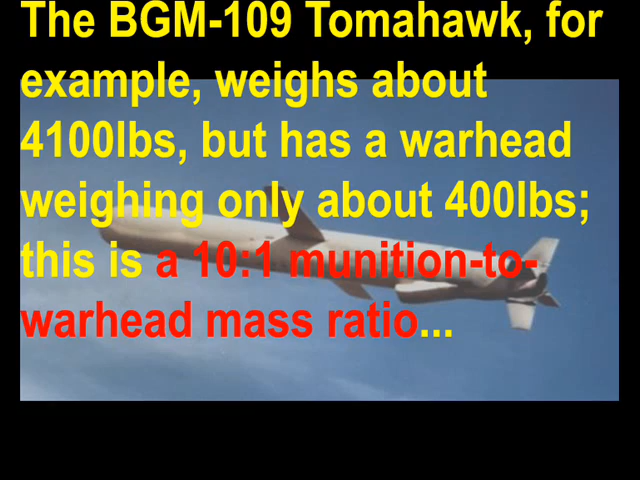 The BGM-109 Tomahawk, for
example, weighs about
4100lbs, but has a warhead
weighing only about 400lbs;
this is a 10:1 munition-to-
warhead mass ratio...